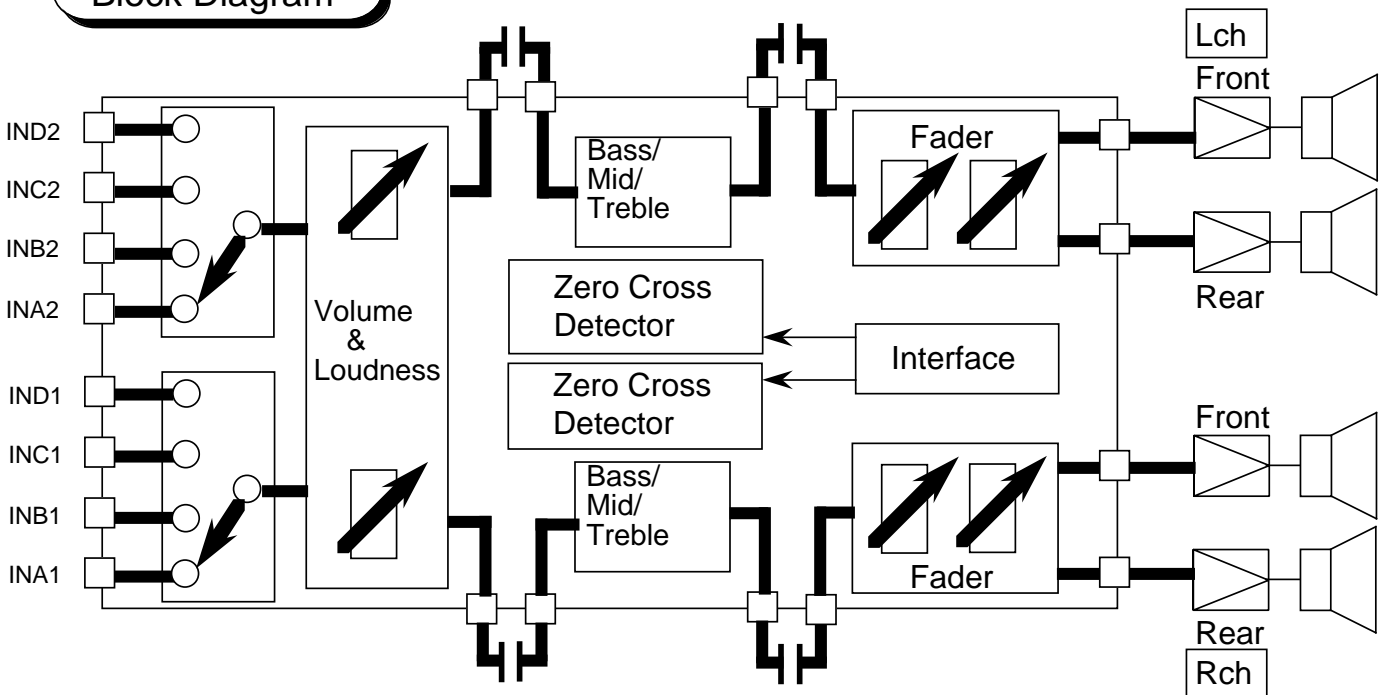 Block Diagram
Lch
Front
IND2
INC2
INB2
INA2
Bass/
Mid/
Treble
Fader
Rear
Volume
&
Loudness
Zero Cross
Detector
Interface
Zero Cross
Detector
IND1
INC1
INB1
INA1
Bass/
Mid/
Treble
Fader
Front
Rear
Rch